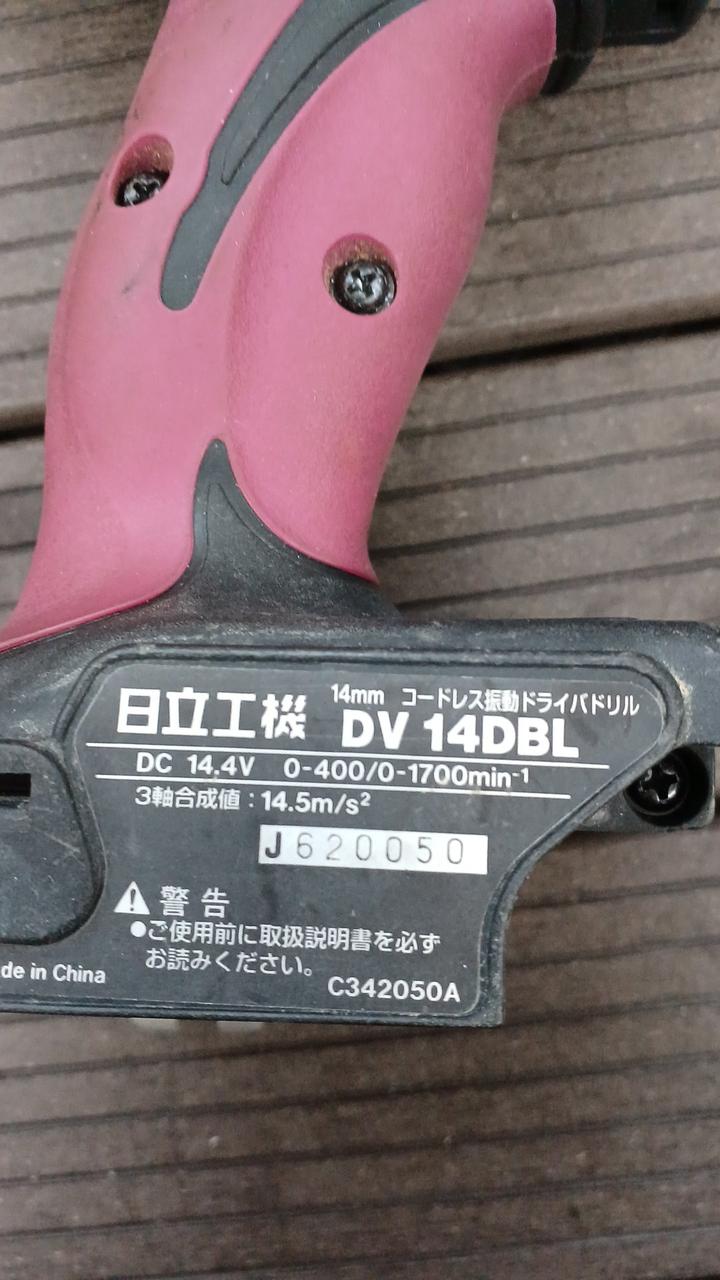 14mm コードレス振動ドライバドリル
日立工機 DV 14DBL
DC 14.4V 0-400/0-1700min-1
3軸合成値：14.5m/s²
J620050
警告
●ご使用前に取扱説明書を必ず
お読みください。
de in China
C342050A